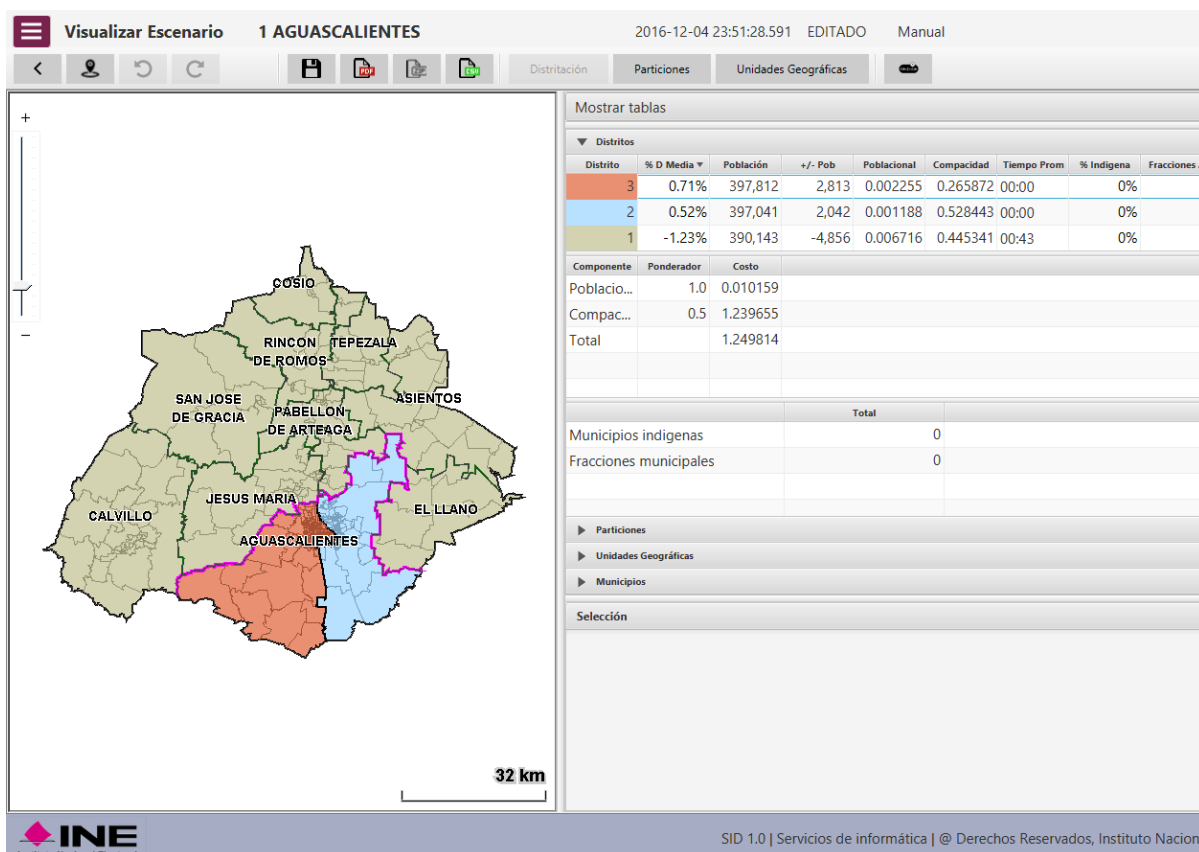 Visualizar Escenario 1 AGUASCALIENTES 2016-12-04 23:51:28.591 EDITADO Manual
PDF CSV Distritación Particiones Unidades Geográficas
+
−
COSIO
RINCON DE ROMOS
TEPEZALA
SAN JOSE DE GRACIA
PABELLON DE ARTEAGA
ASIENTOS
JESUS MARIA
EL LLANO
CALVILLO
AGUASCALIENTES
32 km
Mostrar tablas
Distritos
Distrito % D Media Población +/- Pob Poblacional Compacidad Tiempo Prom % Indigena Fracciones
3 0.71% 397,812 2,813 0.002255 0.265872 00:00 0%
2 0.52% 397,041 2,042 0.001188 0.528443 00:00 0%
1 -1.23% 390,143 -4,856 0.006716 0.445341 00:43 0%
Componente Ponderador Costo
Poblacio... 1.0 0.010159
Compac... 0.5 1.239655
Total 1.249814
Total
Municipios indigenas 0
Fracciones municipales 0
Particiones
Unidades Geográficas
Municipios
Selección
INE
SID 1.0 | Servicios de informática | @ Derechos Reservados, Instituto Nacion